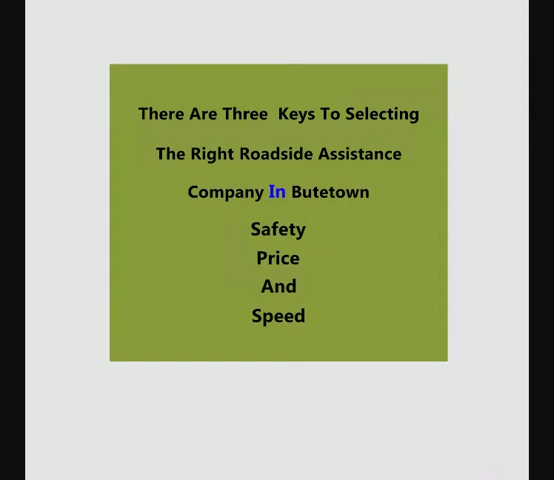 There Are Three  Keys To Selecting
The Right Roadside Assistance
Company In Butetown
Safety
Price
And
Speed